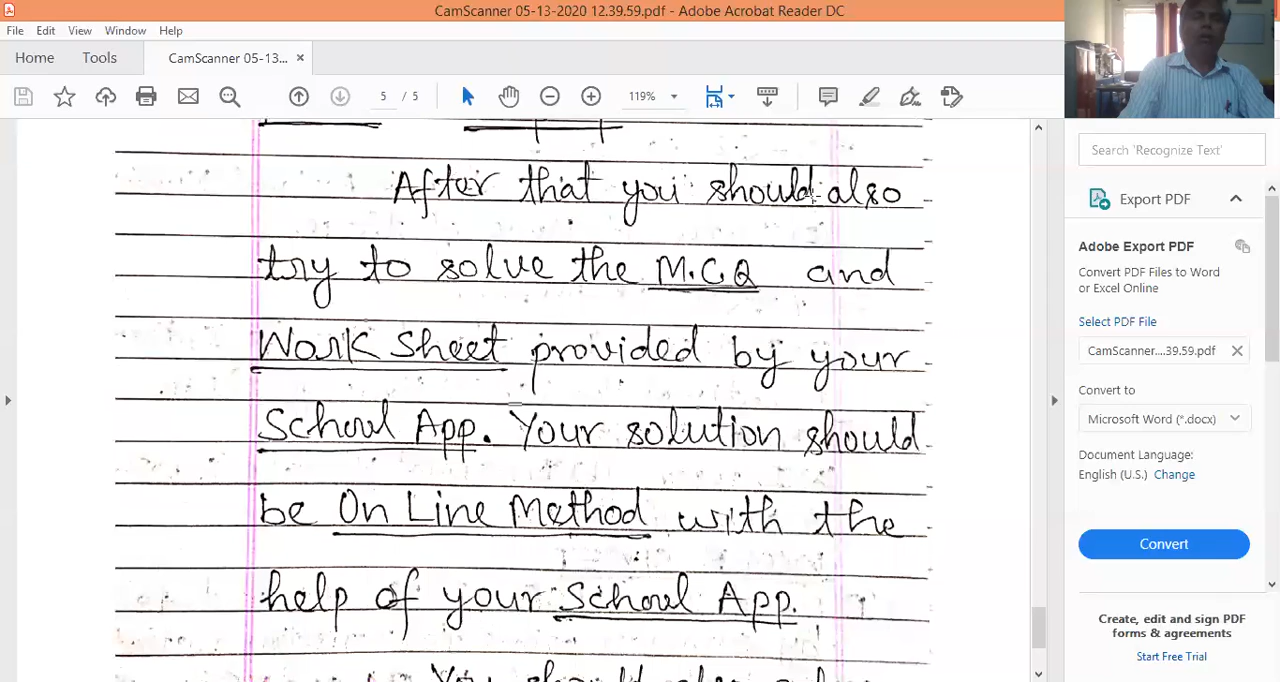 CamScanner 05-13-2020 12.39.59.pdf - Adobe Acrobat Reader DC
File Edit View Window Help
Home Tools CamScanner 05-13... ×
5 / 5 119%
After that you should also
try to solve the M.C.Q and
Work Sheet provided by your
School App. Your solution should
be On Line Method with the
help of your School App.
You should also
Search 'Recognize Text'
Export PDF
Adobe Export PDF
Convert PDF Files to Word
or Excel Online
Select PDF File
CamScanner....39.59.pdf ×
Convert to
Microsoft Word (*.docx)
Document Language:
English (U.S.) Change
Convert
Create, edit and sign PDF
forms & agreements
Start Free Trial